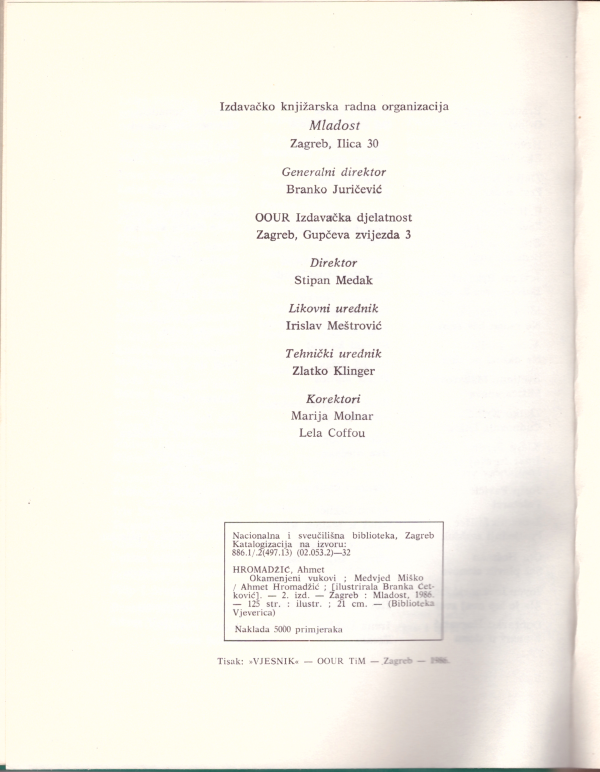 Izdavačko knjižarska radna organizacija
Mladost
Zagreb, Ilica 30
Generalni direktor
Branko Juričević
OOUR Izdavačka djelatnost
Zagreb, Gupčeva zvijezda 3
Direktor
Stipan Medak
Likovni urednik
Irislav Meštrović
Tehnički urednik
Zlatko Klinger
Korektori
Marija Molnar
Lela Coffou
Nacionalna i sveučilišna biblioteka, Zagreb
Katalogizacija na izvoru:
886.1/.2(497.13) (02.053.2)—32
HROMADŽIĆ, Ahmet
Okamenjeni vukovi ; Medvjed Miško
/ Ahmet Hromadžić ; [ilustrirala Branka Cet-
ković]. — 2. izd. — Zagreb : Mladost, 1986.
— 125 str. : ilustr. ; 21 cm. — (Biblioteka
Vjeverica)
Naklada 5000 primjeraka
Tisak: »VJESNIK« — OOUR TiM — Zagreb — 1986.